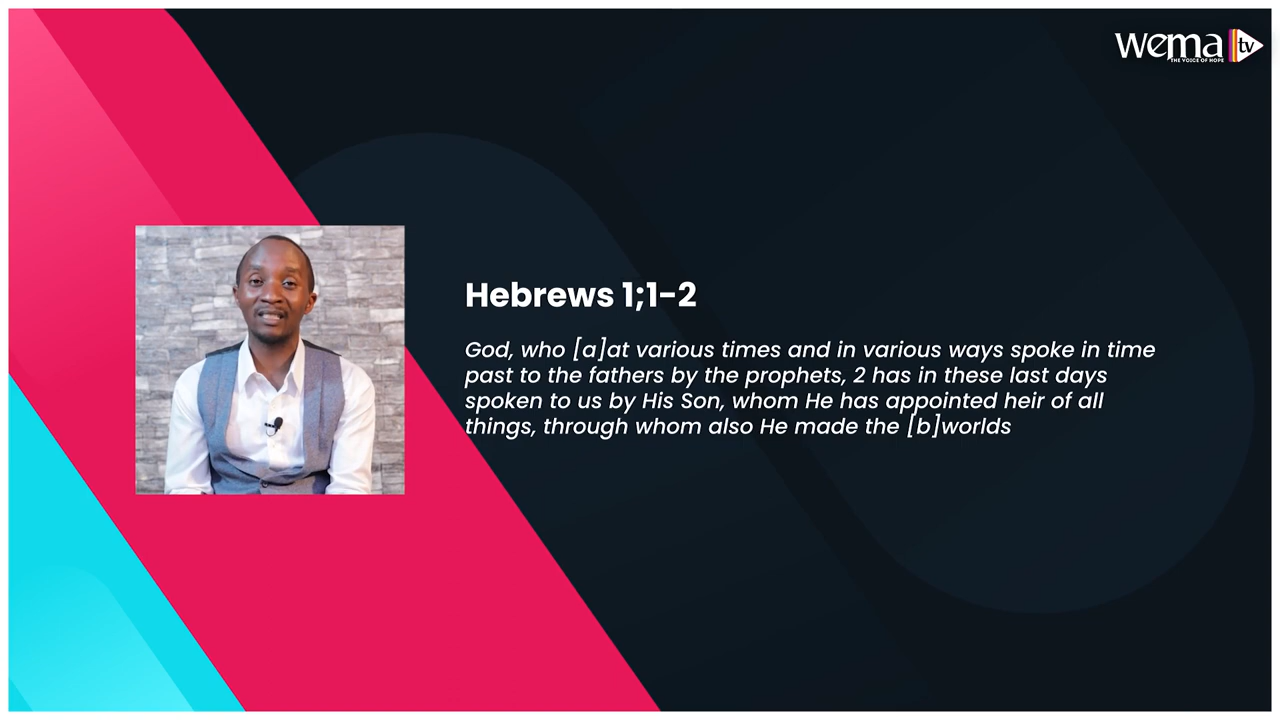 wema tv
THE VOICE OF HOPE
Hebrews 1;1-2
God, who [a]at various times and in various ways spoke in time
past to the fathers by the prophets, 2 has in these last days
spoken to us by His Son, whom He has appointed heir of all
things, through whom also He made the [b]worlds